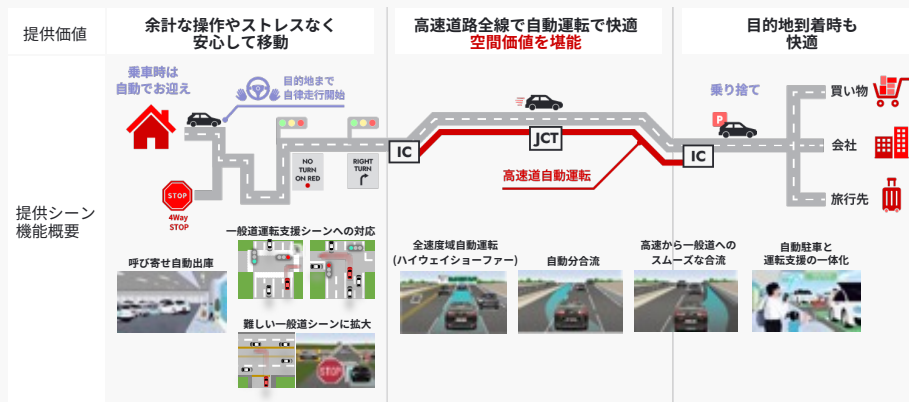 提供価値
余計な操作やストレスなく
安心して移動
高速道路全線で自動運転で快適
空間価値を堪能
目的地到着時も
快適
提供シーン
機能概要
乗車時は
自動でお迎え
目的地まで
自律走行開始
STOP
4Way
STOP
NO
TURN
ON RED
RIGHT
TURN
IC
JCT
高速道自動運転
IC
乗り捨て
P
買い物
会社
旅行先
呼び寄せ自動出庫
一般道運転支援シーンへの対応
難しい一般道シーンに拡大
STOP
全速度域自動運転
(ハイウェイショーファー)
自動分合流
高速から一般道への
スムーズな合流
自動駐車と
運転支援の一体化